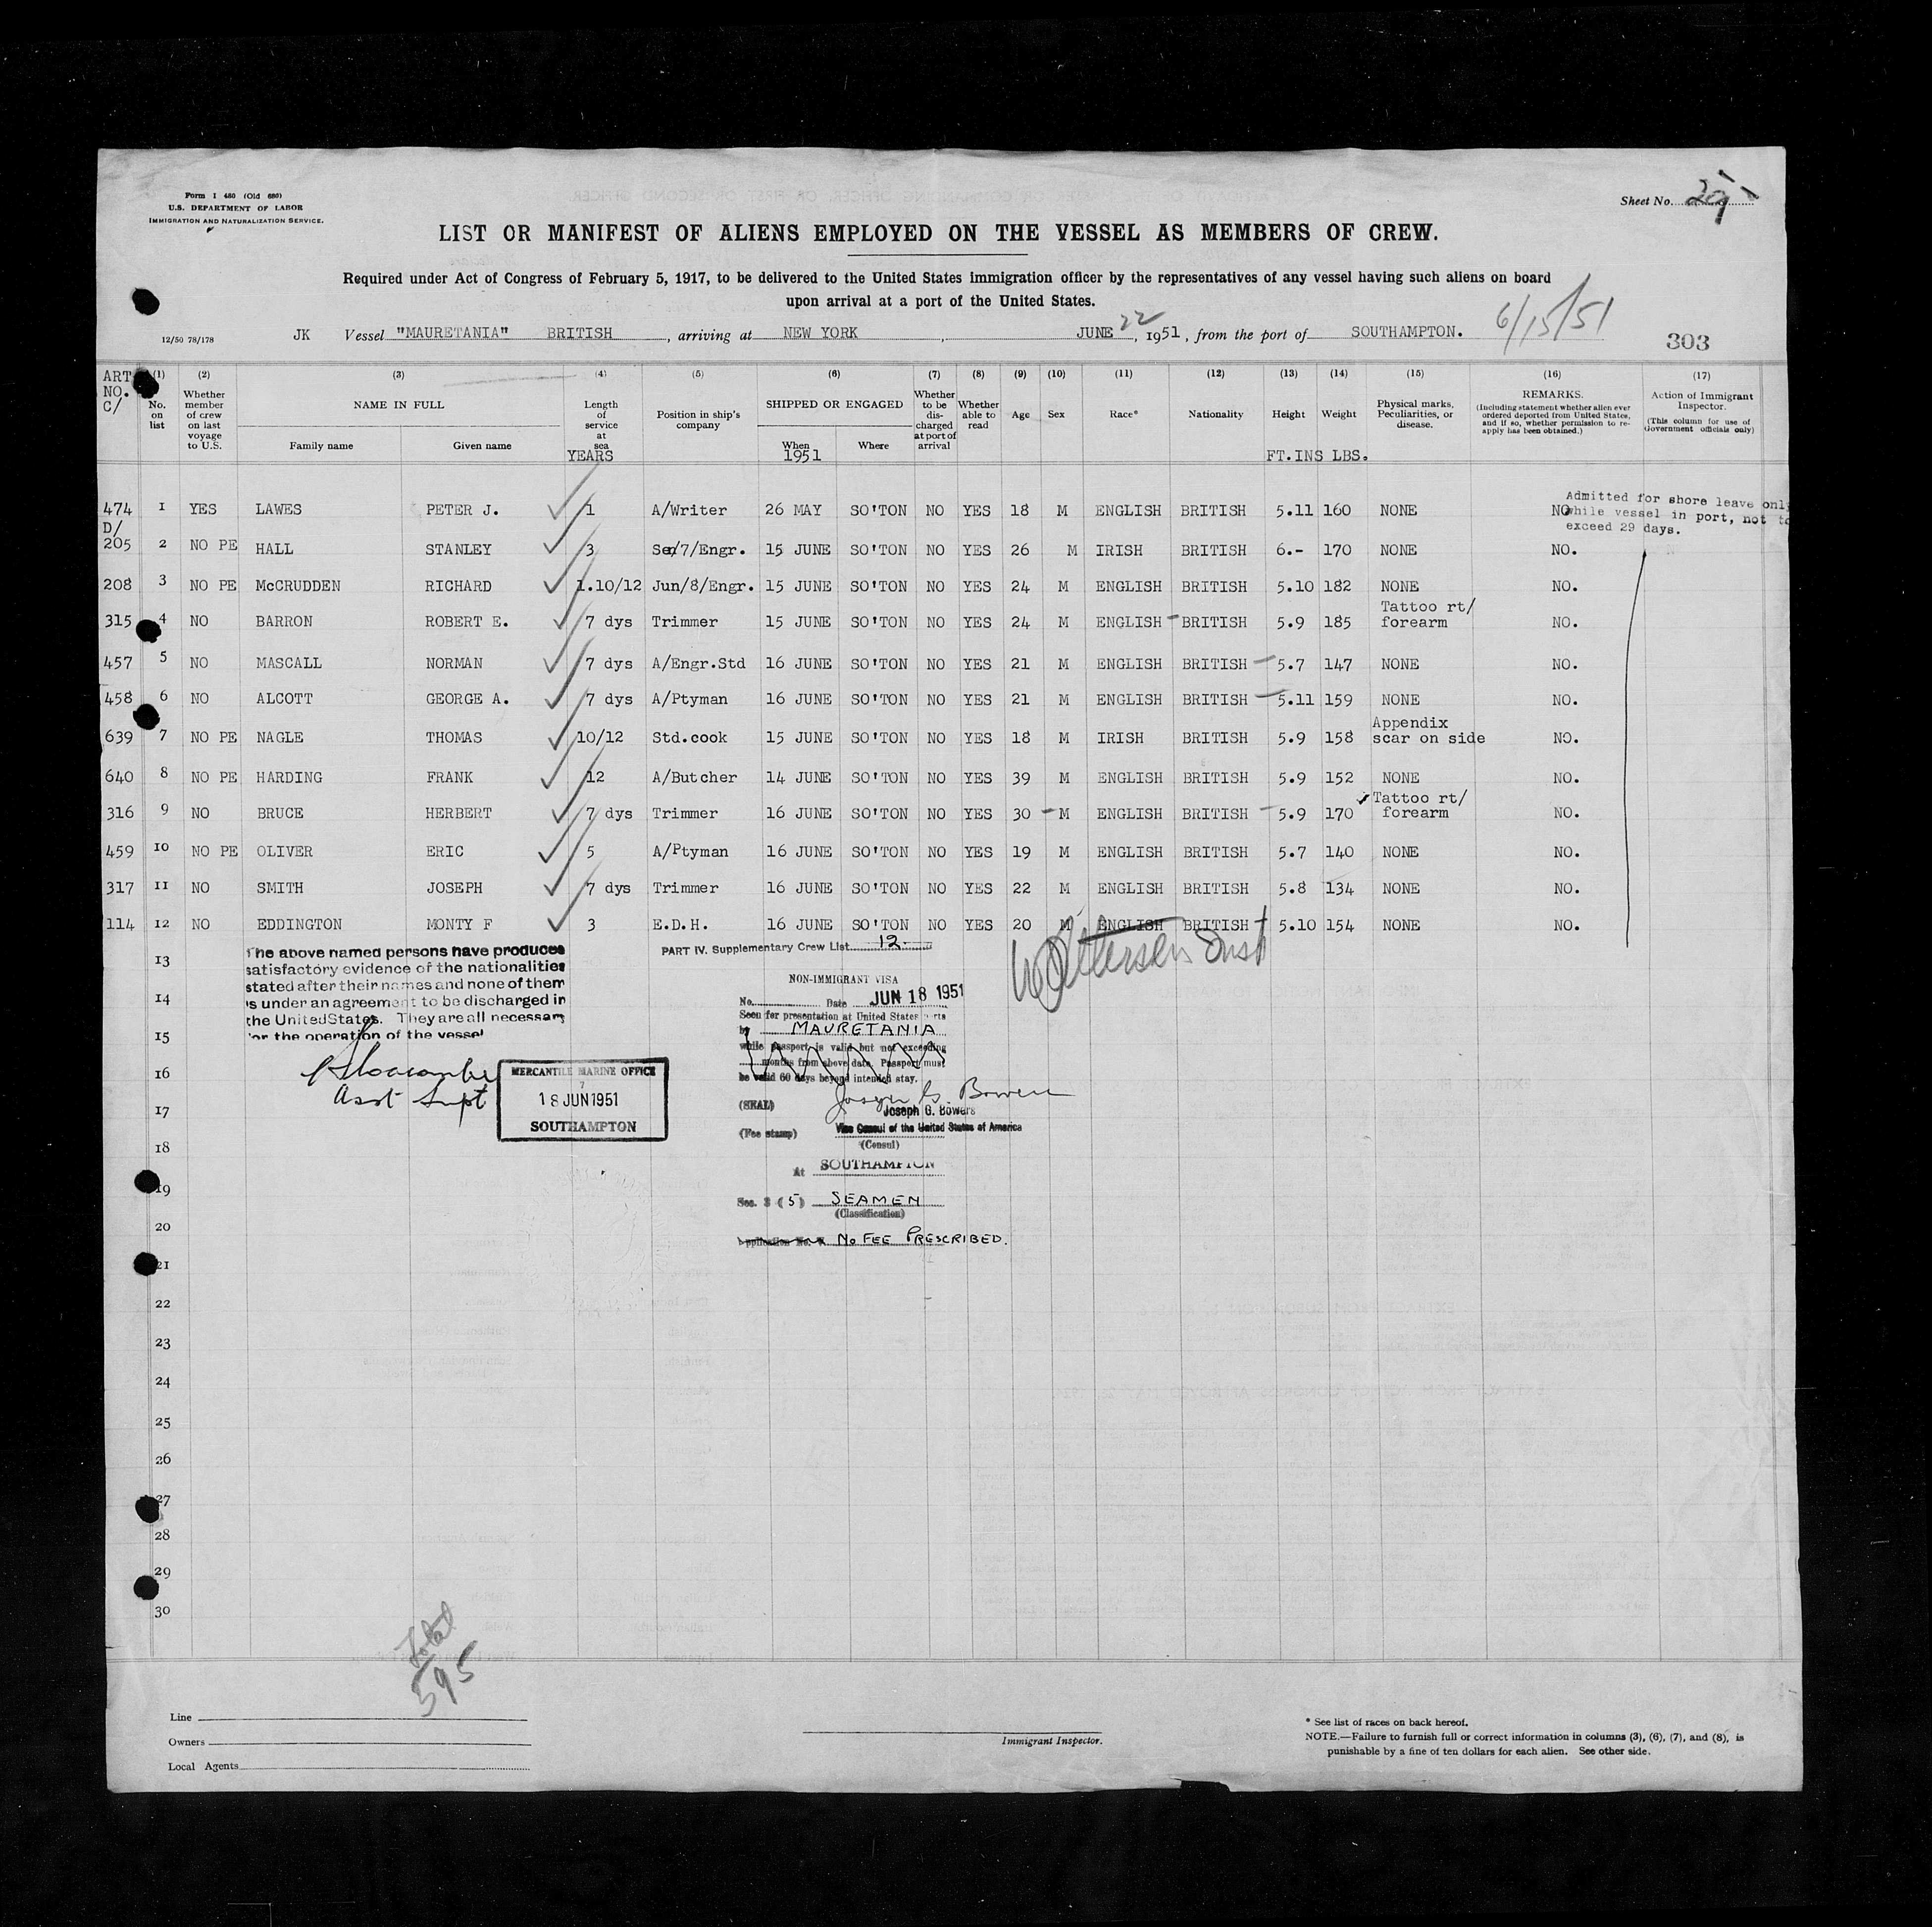 Form I 480 (Old 680)
U.S. DEPARTMENT OF LABOR
IMMIGRATION AND NATURALIZATION SERVICE.
Sheet No. 29
LIST OR MANIFEST OF ALIENS EMPLOYED ON THE VESSEL AS MEMBERS OF CREW.
Required under Act of Congress of February 5, 1917, to be delivered to the United States immigration officer by the representatives of any vessel having such aliens on board
upon arrival at a port of the United States.
12/50 78/178 JK Vessel "MAURETANIA" BRITISH, arriving at NEW YORK, JUNE 22, 1951, from the port of SOUTHAMPTON. 6/15/51 303
ART NO. C/
(1) No. on list
(2) Whether member of crew on last voyage to U.S.
(3) NAME IN FULL Family name Given name
(4) Length of service at sea YEARS
(5) Position in ship's company
(6) SHIPPED OR ENGAGED When 1951 Where
(7) Whether to be discharged at port of arrival
(8) Whether able to read
(9) Age
(10) Sex
(11) Race*
(12) Nationality
(13) Height FT.INS
(14) Weight LBS.
(15) Physical marks, Peculiarities, or disease.
(16) REMARKS. (Including statement whether alien ever ordered deported from United States, and if so, whether permission to reapply has been obtained.)
(17) Action of Immigrant Inspector. (This column for use of Government officials only)
474 1 YES LAWES PETER J. 1 A/Writer 26 MAY SO'TON NO YES 18 M ENGLISH BRITISH 5.11 160 NONE NO
Admitted for shore leave only
while vessel in port, not to
exceed 29 days.
D/
205 2 NO PE HALL STANLEY 3 Sen/7/Engr. 15 JUNE SO'TON NO YES 26 M IRISH BRITISH 6.- 170 NONE NO.
208 3 NO PE McCRUDDEN RICHARD 1.10/12 Jun/8/Engr. 15 JUNE SO'TON NO YES 24 M ENGLISH BRITISH 5.10 182 NONE NO.
315 4 NO BARRON ROBERT E. 7 dys Trimmer 15 JUNE SO'TON NO YES 24 M ENGLISH BRITISH 5.9 185 Tattoo rt/ forearm NO.
457 5 NO MASCALL NORMAN 7 dys A/Engr.Std 16 JUNE SO'TON NO YES 21 M ENGLISH BRITISH 5.7 147 NONE NO.
458 6 NO ALCOTT GEORGE A. 7 dys A/Ptyman 16 JUNE SO'TON NO YES 21 M ENGLISH BRITISH 5.11 159 NONE NO.
639 7 NO PE NAGLE THOMAS 10/12 Std.cook 15 JUNE SO'TON NO YES 18 M IRISH BRITISH 5.9 158 Appendix scar on side NO.
640 8 NO PE HARDING FRANK 12 A/Butcher 14 JUNE SO'TON NO YES 39 M ENGLISH BRITISH 5.9 152 NONE NO.
316 9 NO BRUCE HERBERT 7 dys Trimmer 16 JUNE SO'TON NO YES 30 M ENGLISH BRITISH 5.9 170 Tattoo rt/ forearm NO.
459 10 NO PE OLIVER ERIC 5 A/Ptyman 16 JUNE SO'TON NO YES 19 M ENGLISH BRITISH 5.7 140 NONE NO.
317 11 NO SMITH JOSEPH 7 dys Trimmer 16 JUNE SO'TON NO YES 22 M ENGLISH BRITISH 5.8 134 NONE NO.
114 12 NO EDDINGTON MONTY F 3 E.D.H. 16 JUNE SO'TON NO YES 20 M ENGLISH BRITISH 5.10 154 NONE NO.
13
14
15
16
17
18
19
20
21
22
23
24
25
26
27
28
29
30
The above named persons have produced
satisfactory evidence of the nationalities
stated after their names and none of them
is under an agreement to be discharged in
the United States. They are all necessary
for the operation of the vessel
Asst Supt
MERCANTILE MARINE OFFICE
7
18 JUN 1951
SOUTHAMPTON
PART IV. Supplementary Crew List 12
NON-IMMIGRANT VISA
No. Date JUN 18 1951
Seen for presentation at United States ports
by MAURETANIA
while passport is valid but not exceeding
months from above date. Passport must
be valid 60 days beyond intended stay.
(SEAL) Joseph G. Bowers
Joseph G. Bowers
(Fee stamp) Vice Consul of the United States of America
(Consul)
At SOUTHAMPTON
Sec. 3 (5) SEAMEN
(Classification)
Application No. NO FEE PRESCRIBED.
Total
595
Line
Owners
Local Agents
Immigrant Inspector.
* See list of races on back hereof.
NOTE.—Failure to furnish full or correct information in columns (3), (6), (7), and (8), is
punishable by a fine of ten dollars for each alien. See other side.